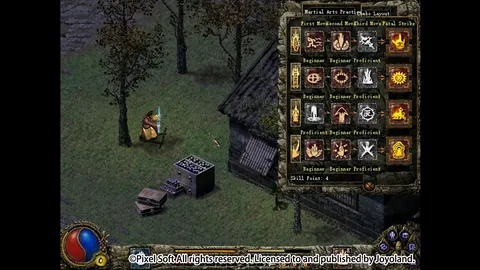 Martial Arts Practice
Make Layout
First Move Second Move Third Move Fatal Strike
Beginner Beginner Proficient
Beginner Beginner Proficient
Proficient Beginner Proficient
Beginner Beginner Proficient
Skill Point: 4
©Pixel Soft All rights reserved. Licensed to and published by Joyoland.